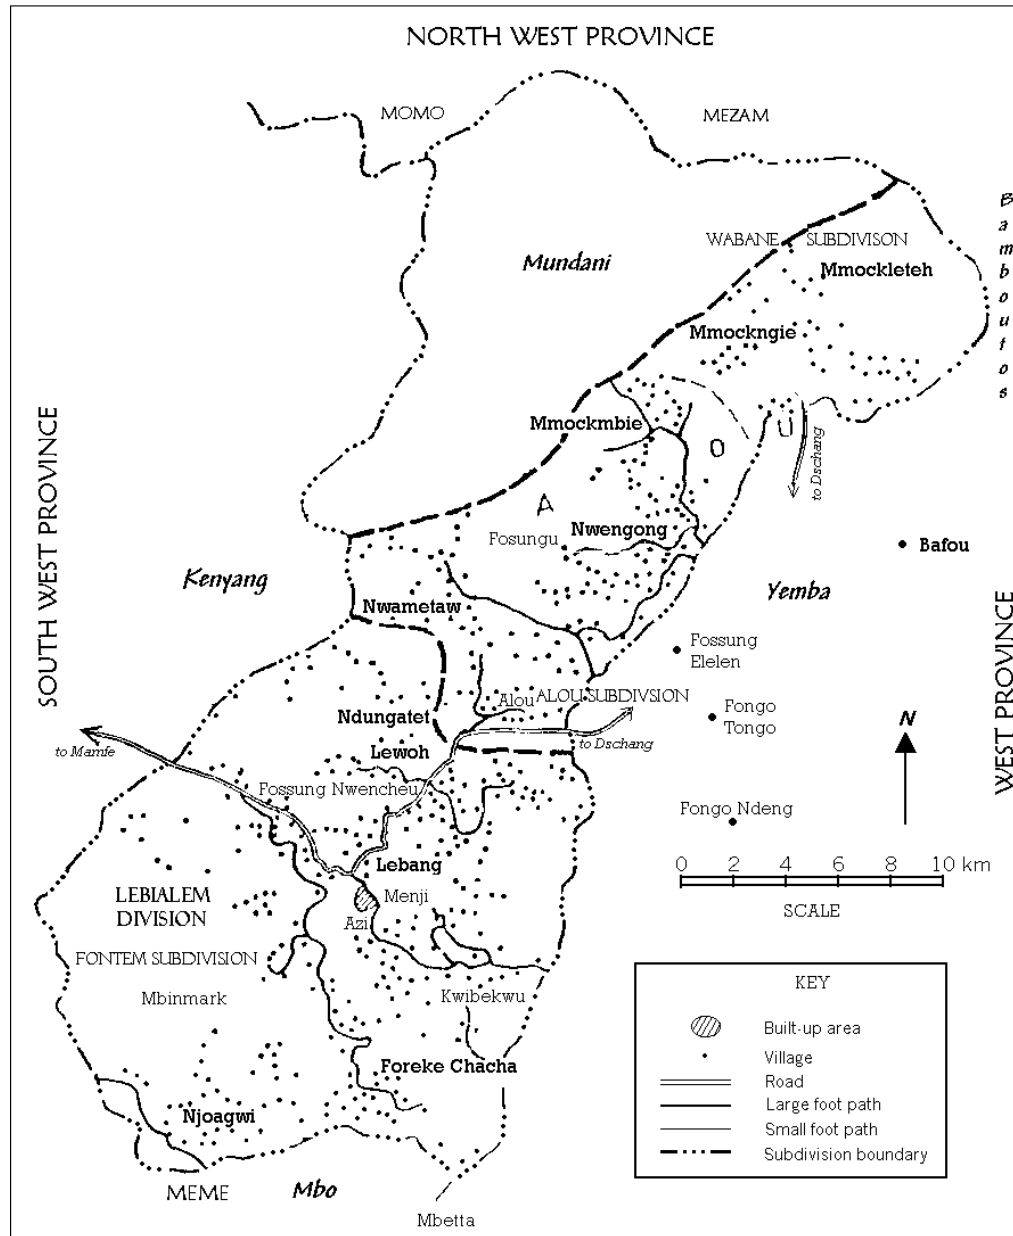 NORTH WEST PROVINCE
MOMO
MEZAM
Bamboutos
WABANE SUBDIVISON
Mundani
Mmockleteh
Mmockngie
Mmockmbie
O
U
to Dschang
A
Nwengong
Fosungu
Bafou
SOUTH WEST PROVINCE
Kenyang
Yemba
WEST PROVINCE
Nwametaw
Fossung
Elelen
Alou
ALOU SUBDIVSION
Fongo
Tongo
Ndungatet
N
to Mamfe
Lewoh
to Dschang
Fossung Nwencheu
Fongo Ndeng
Lebang
0 2 4 6 8 10 km
SCALE
LEBIALEM
DIVISION
Menji
Azi
FONTEM SUBDIVISION
Mbinmark
Kwibekwu
KEY
Built-up area
Village
Road
Large foot path
Small foot path
Subdivision boundary
Foreke Chacha
Njoagwi
MEME
Mbo
Mbetta